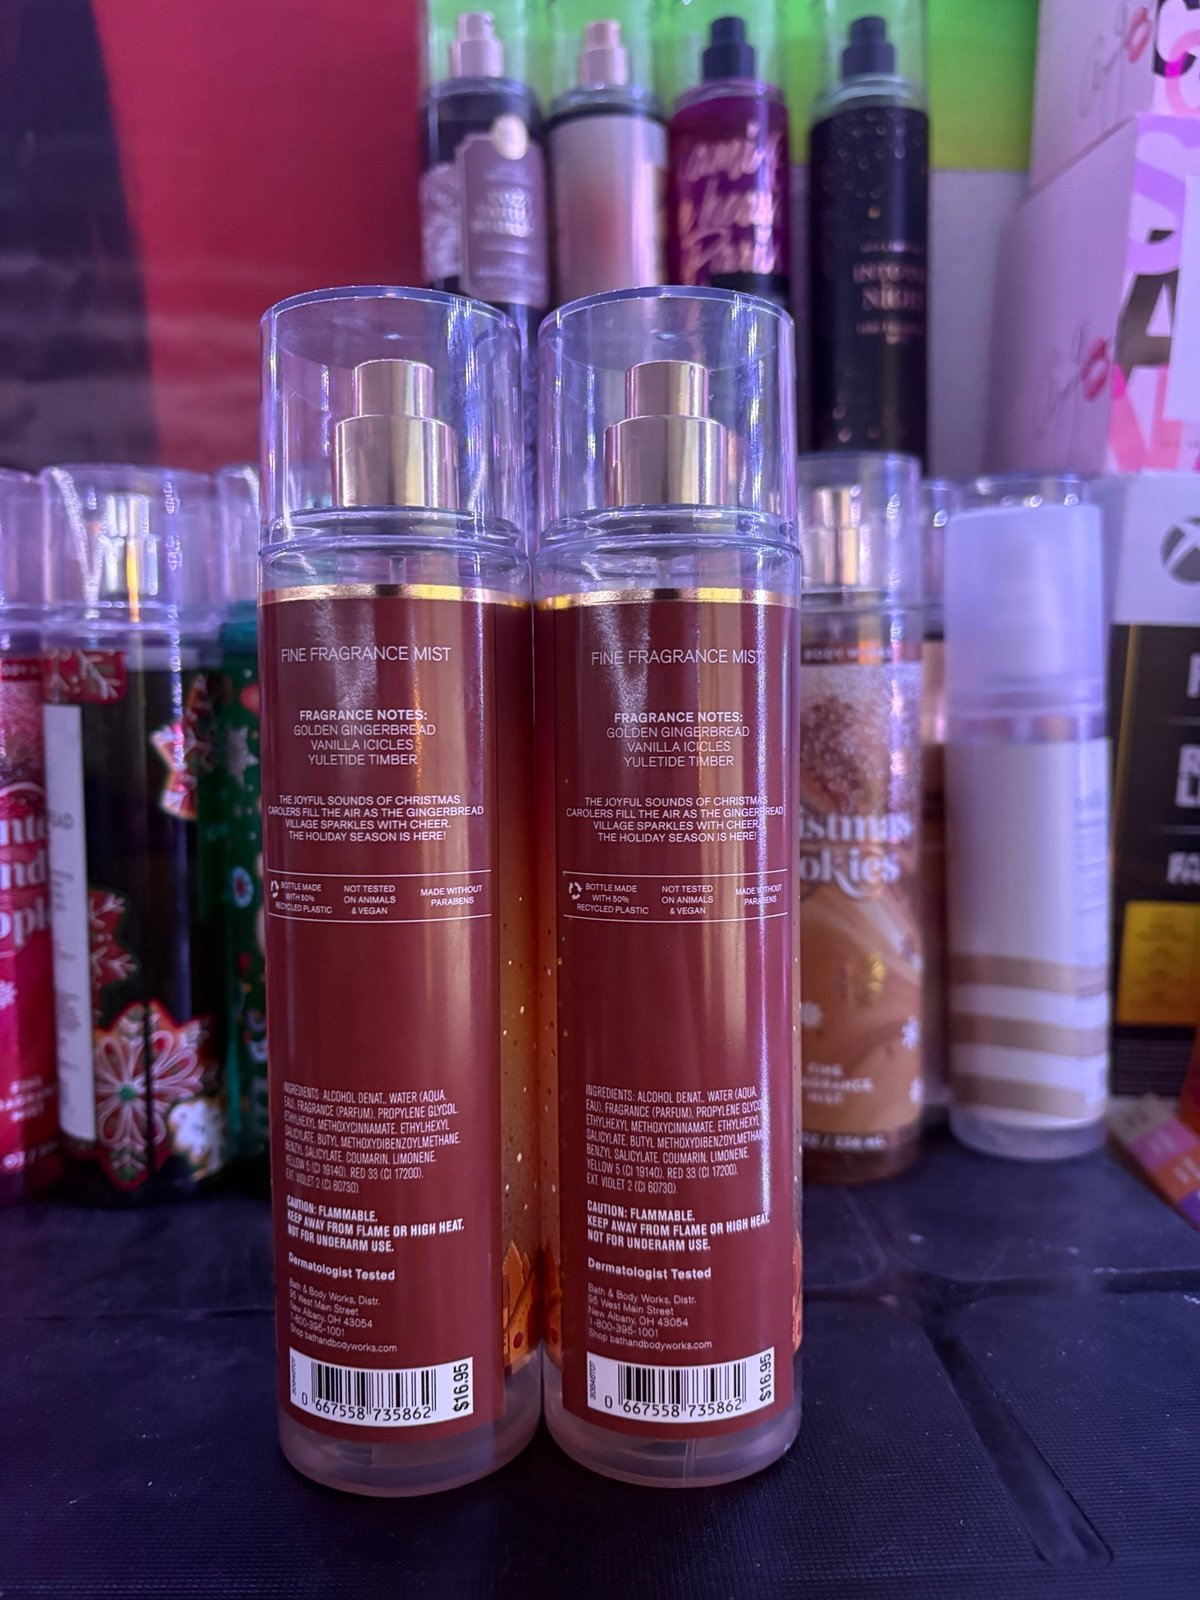 INTO THE
NIGHT
FINE FRAGRANCE MIST
FRAGRANCE NOTES:
GOLDEN GINGERBREAD
VANILLA ICICLES
YULETIDE TIMBER
THE JOYFUL SOUNDS OF CHRISTMAS
CAROLERS FILL THE AIR AS THE GINGERBREAD
VILLAGE SPARKLES WITH CHEER.
THE HOLIDAY SEASON IS HERE!
BOTTLE MADE
WITH 50%
RECYCLED PLASTIC
NOT TESTED
ON ANIMALS
& VEGAN
MADE WITHOUT
PARABENS
INGREDIENTS: ALCOHOL DENAT., WATER (AQUA,
EAU), FRAGRANCE (PARFUM), PROPYLENE GLYCOL,
ETHYLHEXYL METHOXYCINNAMATE, ETHYLHEXYL
SALICYLATE, BUTYL METHOXYDIBENZOYLMETHANE,
BENZYL SALICYLATE, COUMARIN, LIMONENE,
YELLOW 5 (CI 19140), RED 33 (CI 17200),
EXT. VIOLET 2 (CI 60730).
CAUTION: FLAMMABLE.
KEEP AWAY FROM FLAME OR HIGH HEAT.
NOT FOR UNDERARM USE.
Dermatologist Tested
Bath & Body Works, Distr.
95 West Main Street
New Albany, OH 43054
1-800-395-1001
Shop bathandbodyworks.com
0 667558 735862
$16.95
FINE FRAGRANCE MIST
FRAGRANCE NOTES:
GOLDEN GINGERBREAD
VANILLA ICICLES
YULETIDE TIMBER
THE JOYFUL SOUNDS OF CHRISTMAS
CAROLERS FILL THE AIR AS THE GINGERBREAD
VILLAGE SPARKLES WITH CHEER.
THE HOLIDAY SEASON IS HERE!
BOTTLE MADE
WITH 50%
RECYCLED PLASTIC
NOT TESTED
ON ANIMALS
& VEGAN
MADE WITHOUT
PARABENS
INGREDIENTS: ALCOHOL DENAT., WATER (AQUA,
EAU), FRAGRANCE (PARFUM), PROPYLENE GLYCOL,
ETHYLHEXYL METHOXYCINNAMATE, ETHYLHEXYL
SALICYLATE, BUTYL METHOXYDIBENZOYLMETHANE,
BENZYL SALICYLATE, COUMARIN, LIMONENE,
YELLOW 5 (CI 19140), RED 33 (CI 17200),
EXT. VIOLET 2 (CI 60730).
CAUTION: FLAMMABLE.
KEEP AWAY FROM FLAME OR HIGH HEAT.
NOT FOR UNDERARM USE.
Dermatologist Tested
Bath & Body Works, Distr.
95 West Main Street
New Albany, OH 43054
1-800-395-1001
Shop bathandbodyworks.com
0 667558 735862
$16.95
istmas
okies
FINE